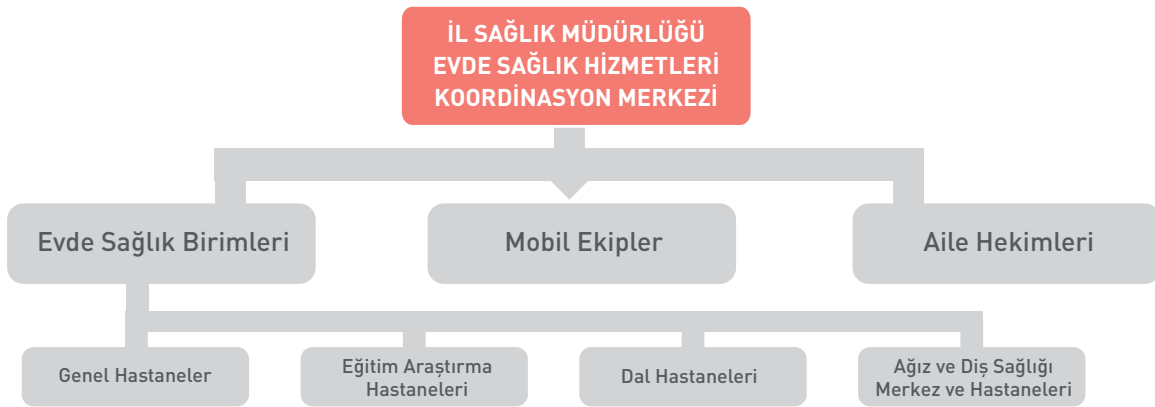 İL SAĞLIK MÜDÜRLÜĞÜ
EVDE SAĞLIK HİZMETLERİ
KOORDİNASYON MERKEZİ
Evde Sağlık Birimleri
Mobil Ekipler
Aile Hekimleri
Genel Hastaneler
Eğitim Araştırma
Hastaneleri
Dal Hastaneleri
Ağız ve Diş Sağlığı
Merkez ve Hastaneleri